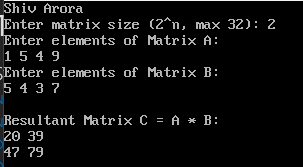 Shiv Arora
Enter matrix size (2^n, max 32): 2
Enter elements of Matrix A:
1 5 4 9
Enter elements of Matrix B:
5 4 3 7
Resultant Matrix C = A * B:
20 39
47 79